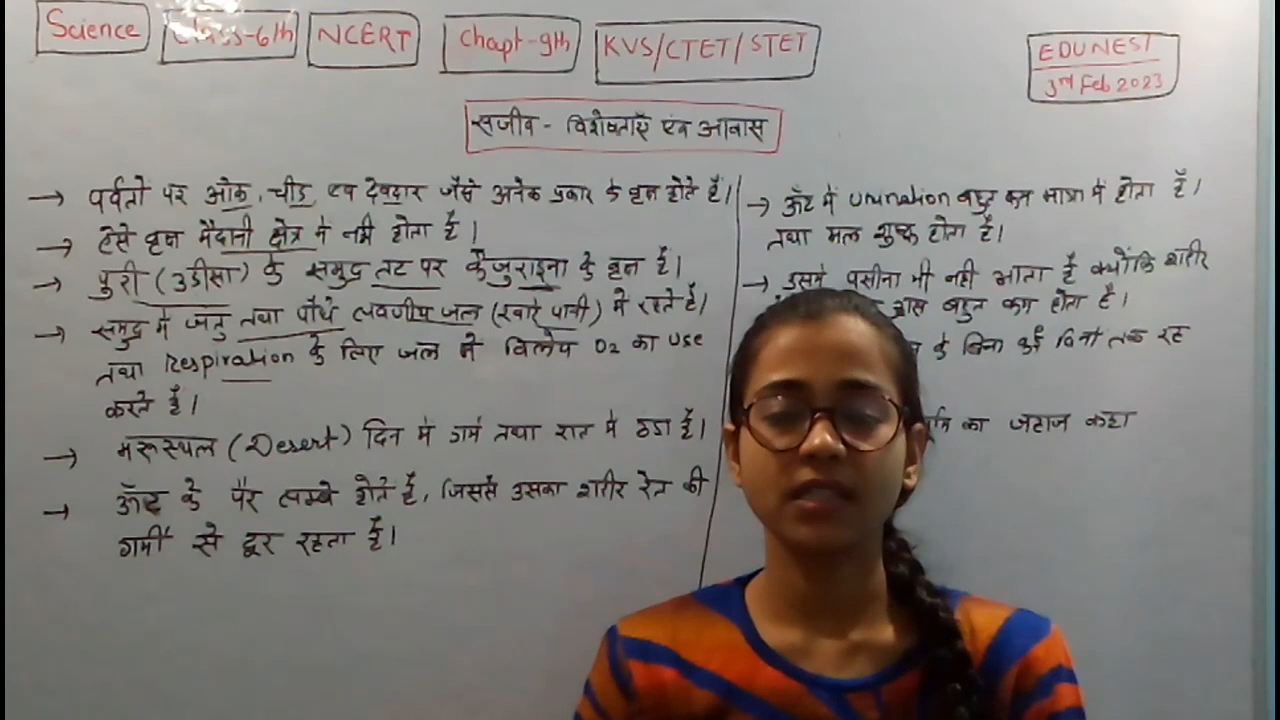 Science
Class-6th
NCERT
Chapt-9th
KVS/CTET/STET
EDUNEST
3rd Feb 2023
सजीव - विशेषताएँ एवं आवास
→ पर्वतों पर ओक, चीड़ एव देवदार जैसे अनेक प्रकार के वृक्ष होते हैं।
→ ऐसे वृक्ष मैदानी क्षेत्र मे नही होता है।
→ पुरी (उडीसा) के समुद्र तट पर कैजुराइना के वृक्ष हैं।
→ समुद्र मे जंतु तथा पौधे लवणीय जल (खारे पानी) मे रहते हैं।
तथा Respiration के लिए जल मे विलेय O2 का use
करते हैं।
→ मरूस्थल (Desert) दिन मे गर्म तथा रात मे ठंडा है।
→ ऊँट के पैर लम्बे होते हैं, जिससे उसका शरीर रेत की
गर्मी से दूर रहता है।
→ ऊँट में Urination बहुत कम मात्रा में होता है।
तथा मल शुष्क होता है।
→ इसमे पसीना भी नही आता है क्योंकि शरीर
ह्रास बहुत कम होता है।
के बिना कई दिनों तक रह
का जहाज कहा